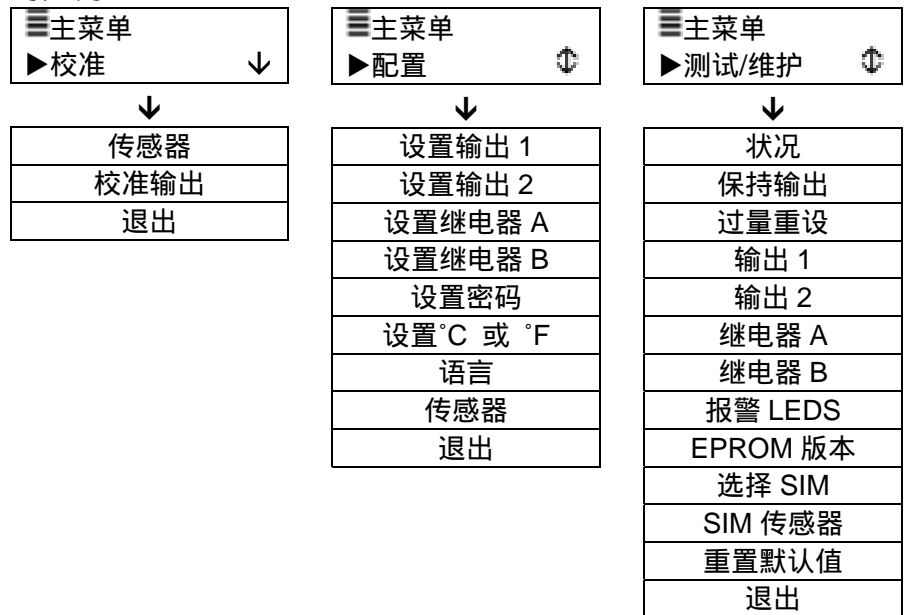 主菜单
▶校准 ↓
↓
传感器
校准输出
退出
主菜单
▶配置 ⇕
↓
设置输出 1
设置输出 2
设置继电器 A
设置继电器 B
设置密码
设置°C 或 °F
语言
传感器
退出
主菜单
▶测试/维护 ⇕
↓
状况
保持输出
过量重设
输出 1
输出 2
继电器 A
继电器 B
报警 LEDS
EPROM 版本
选择 SIM
SIM 传感器
重置默认值
退出